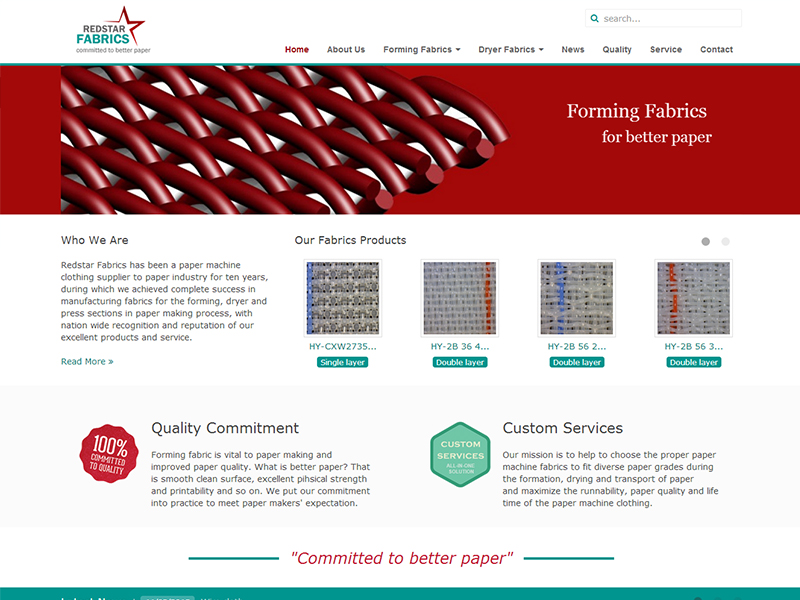 REDSTAR
FABRICS
committed to better paper
search...
Home About Us Forming Fabrics Dryer Fabrics News Quality Service Contact
Forming Fabrics
for better paper
Who We Are
Redstar Fabrics has been a paper machine
clothing supplier to paper industry for ten years,
during which we achieved complete success in
manufacturing fabrics for the forming, dryer and
press sections in paper making process, with
nation wide recognition and reputation of our
excellent products and service.
Read More »
Our Fabrics Products
HY-CXW2735... HY-2B 36 4... HY-2B 56 2... HY-2B 56 3...
Single layer Double layer Double layer Double layer
100%
COMMITTED
TO QUALITY
Quality Commitment
Forming fabric is vital to paper making and
improved paper quality. What is better paper? That
is smooth clean surface, excellent pihsical strength
and printability and so on. We put our commitment
into practice to meet paper makers' expectation.
CUSTOM
SERVICES
ALL-IN-ONE
SOLUTION
Custom Services
Our mission is to help to choose the proper paper
machine fabrics to fit diverse paper grades during
the formation, drying and transport of paper
and maximize the runnability, paper quality and life
time of the paper machine clothing.
"Committed to better paper"